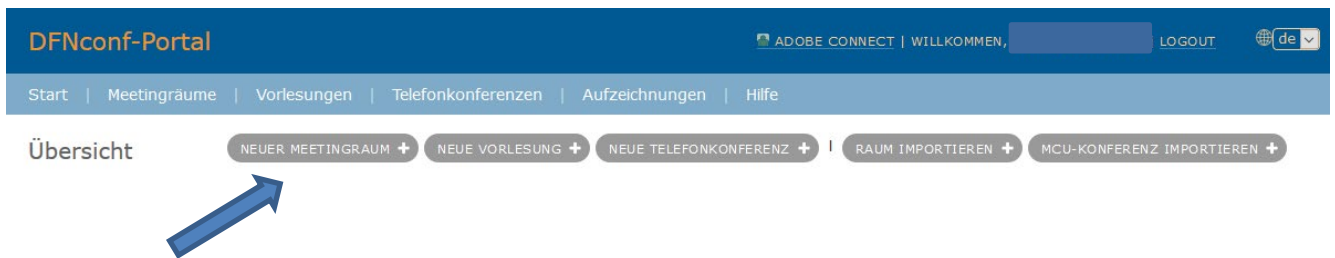 DFNconf-Portal ADOBE CONNECT | WILLKOMMEN, LOGOUT de
Start | Meetingräume | Vorlesungen | Telefonkonferenzen | Aufzeichnungen | Hilfe
Übersicht NEUER MEETINGRAUM + NEUE VORLESUNG + NEUE TELEFONKONFERENZ + | RAUM IMPORTIEREN + MCU-KONFERENZ IMPORTIEREN +